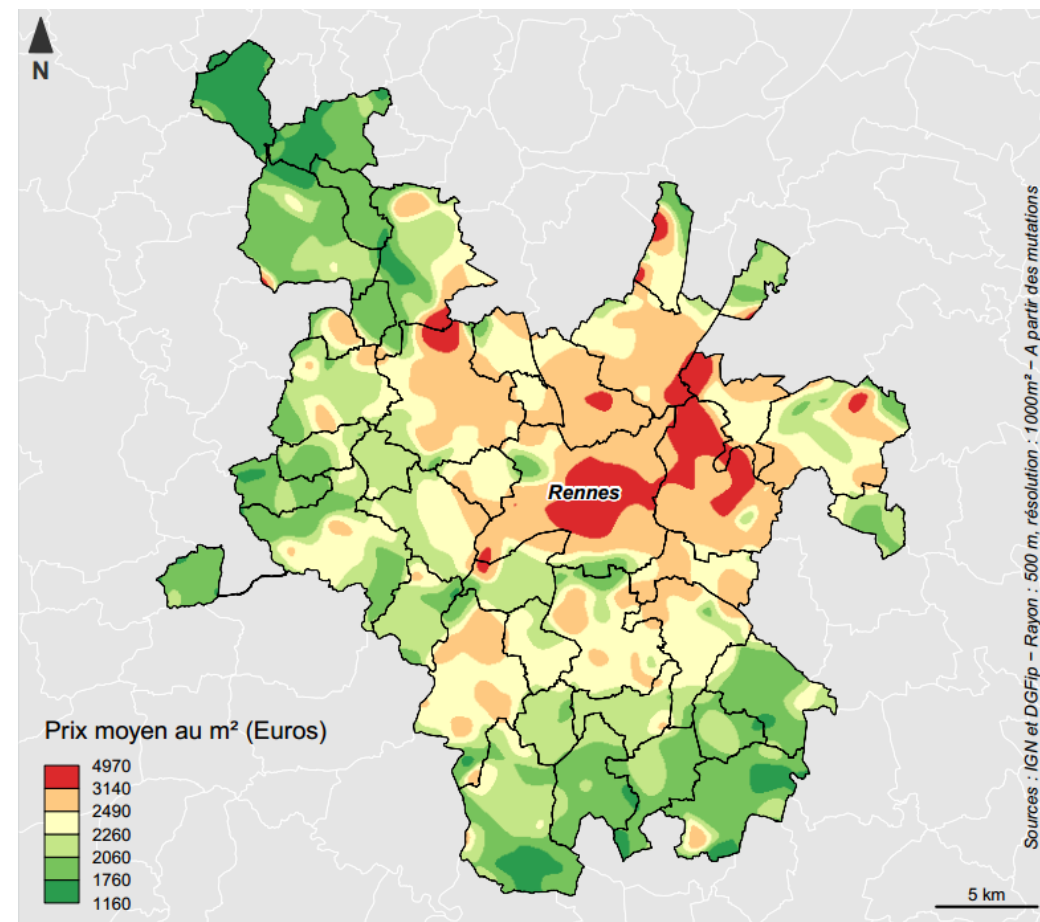 N
Rennes
Prix moyen au m² (Euros)
4970
3140
2490
2260
2060
1760
1160
5 km
Sources : IGN et DGFip – Rayon : 500 m, résolution : 1000m² – A partir des mutations